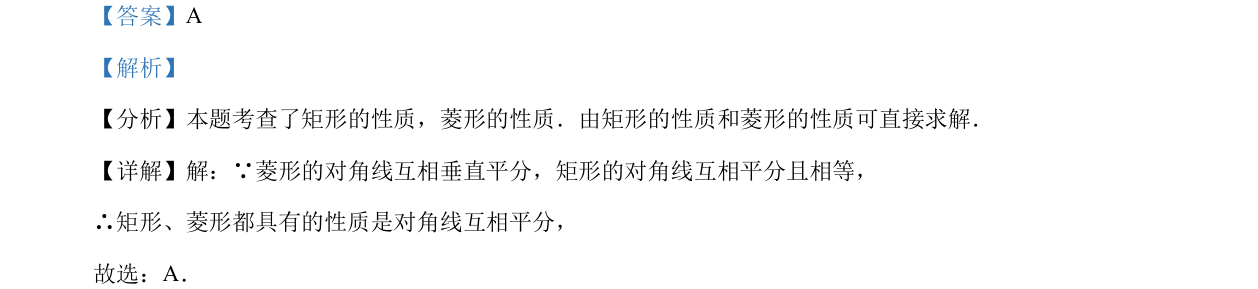 【答案】A
【解析】
【分析】本题考查了矩形的性质，菱形的性质．由矩形的性质和菱形的性质可直接求解．
【详解】解：∵菱形的对角线互相垂直平分，矩形的对角线互相平分且相等，
∴矩形、菱形都具有的性质是对角线互相平分，
故选：A．